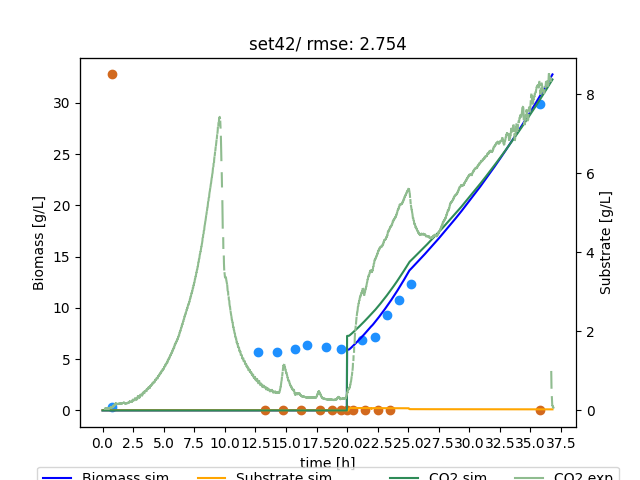 set42/ rmse: 2.754
Biomass [g/L]
30
25
20
15
10
5
0
Substrate [g/L]
8
6
4
2
0
0.0 2.5 5.0 7.5 10.0 12.5 15.0 17.5 20.0 22.5 25.0 27.5 30.0 32.5 35.0 37.5
time [h]
Biomass sim Substrate sim CO2 sim CO2 exp